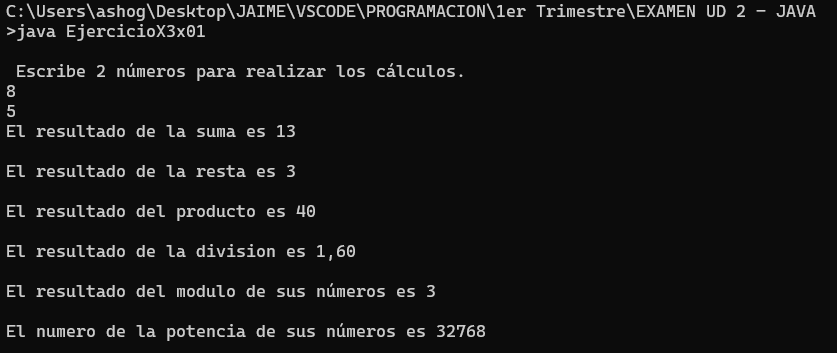 C:\Users\ashog\Desktop\JAIME\VSCODE\PROGRAMACION\1er Trimestre\EXAMEN UD 2 - JAVA
>java EjercicioX3x01
Escribe 2 números para realizar los cálculos.
8
5
El resultado de la suma es 13
El resultado de la resta es 3
El resultado del producto es 40
El resultado de la division es 1,60
El resultado del modulo de sus números es 3
El numero de la potencia de sus números es 32768